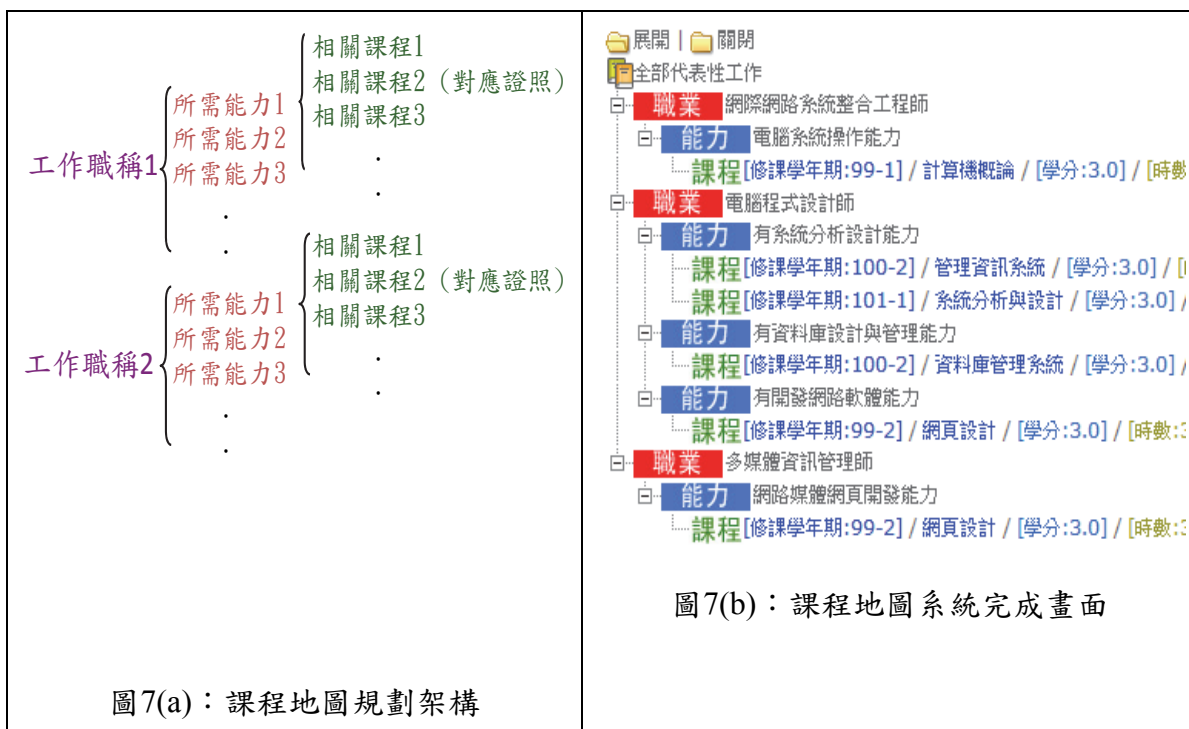 相關課程1
相關課程2 (對應證照)
相關課程3
.
.
所需能力1
所需能力2
所需能力3
.
.
工作職稱1
相關課程1
相關課程2 (對應證照)
相關課程3
.
.
所需能力1
所需能力2
所需能力3
.
.
工作職稱2
圖7(a)：課程地圖規劃架構
展開 | 關閉
全部代表性工作
職業 網際網路系統整合工程師
能力 電腦系統操作能力
課程[修課學年期:99-1] / 計算機概論 / [學分:3.0] / [時數
職業 電腦程式設計師
能力 有系統分析設計能力
課程[修課學年期:100-2] / 管理資訊系統 / [學分:3.0] / [
課程[修課學年期:101-1] / 系統分析與設計 / [學分:3.0] /
能力 有資料庫設計與管理能力
課程[修課學年期:100-2] / 資料庫管理系統 / [學分:3.0] /
能力 有開發網路軟體能力
課程[修課學年期:99-2] / 網頁設計 / [學分:3.0] / [時數:3
職業 多媒體資訊管理師
能力 網路媒體網頁開發能力
課程[修課學年期:99-2] / 網頁設計 / [學分:3.0] / [時數:3
圖7(b)：課程地圖系統完成畫面